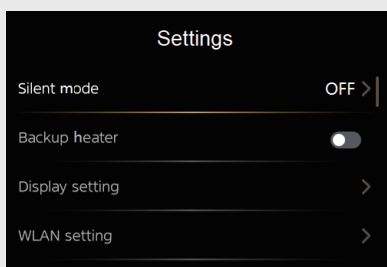 Settings
Silent mode OFF >
Backup heater
Display setting >
WLAN setting >